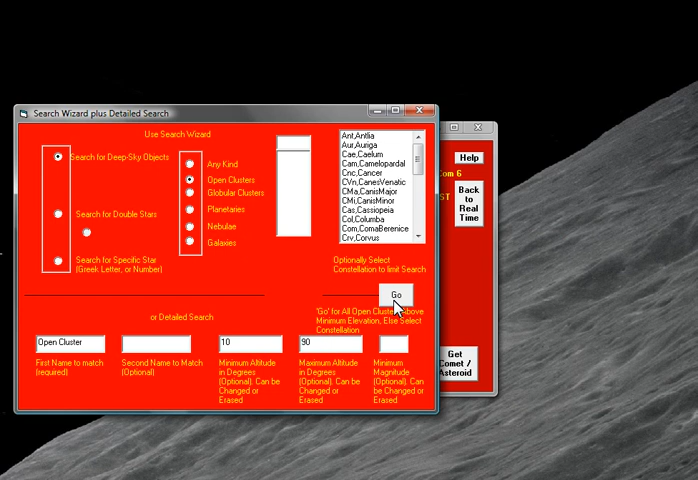 Search Wizard plus Detailed Search
Use Search Wizard
Search for Deep-Sky Objects
Search for Double Stars
Search for Specific Star
(Greek Letter, or Number)
Any Kind
Open Clusters
Globular Clusters
Planetaries
Nebulae
Galaxies
Ant,Antlia
Aur,Auriga
Cae,Caelum
Cam,Camelopardal
Cnc,Cancer
CVn,CanesVenatic
CMa,CanisMajor
CMi,CanisMinor
Cas,Cassiopeia
Col,Columba
Com,ComaBerenice
Crv,Corvus
Optionally Select
Constellation to limit Search
Go
'Go' for All Open Cluster Above
Minimum Elevation, Else Select
Constellation
or Detailed Search
Open Cluster
10
90
First Name to match
(required)
Second Name to Match
(Optional)
Minimum Altitude
in Degrees
(Optional). Can be
Changed or
Erased
Maximum Altitude
in Degrees
(Optional). Can be
Changed or
Erased
Minimum
Magnitude
(Optional). Can be
Changed or
Erased
Help
Com 6
ST
Back
to
Real
Time
Get
Comet /
Asteroid